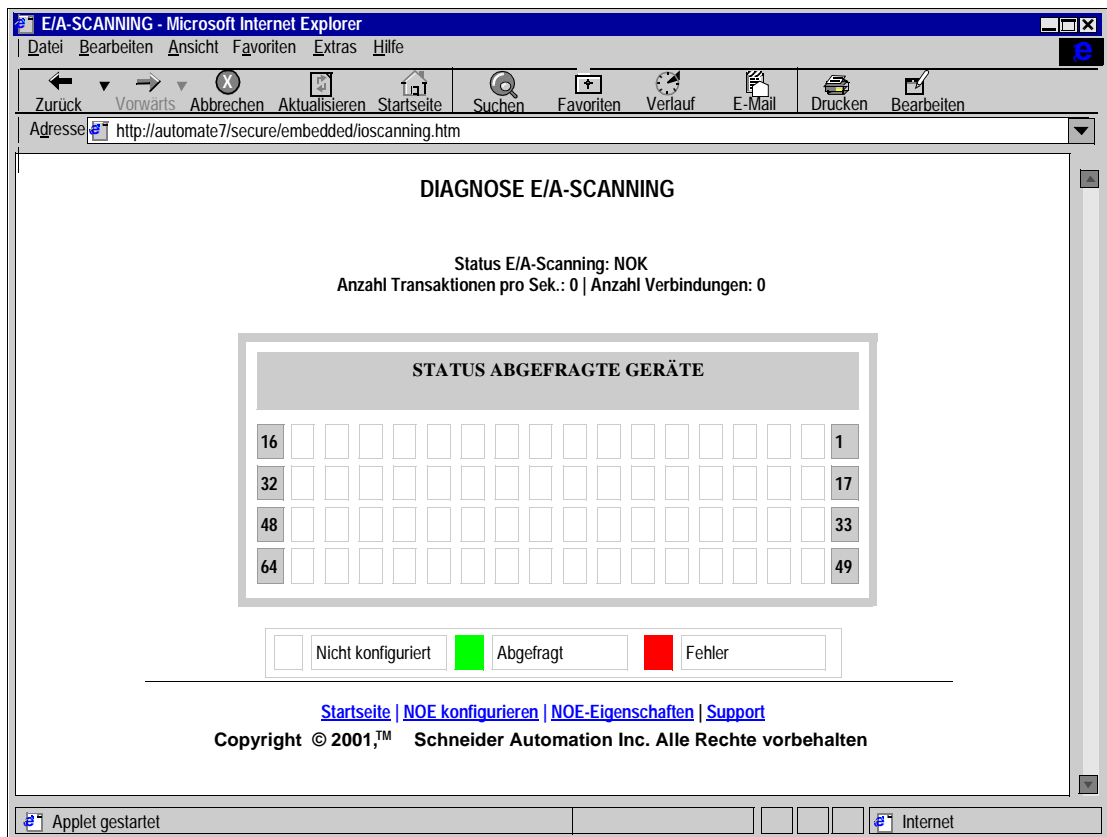 E/A-SCANNING - Microsoft Internet Explorer
Datei Bearbeiten Ansicht Favoriten Extras Hilfe
Zurück Vorwärts Abbrechen Aktualisieren Startseite Suchen Favoriten Verlauf E-Mail Drucken Bearbeiten
Adresse http://automate7/secure/embedded/ioscanning.htm
DIAGNOSE E/A-SCANNING
Status E/A-Scanning: NOK
Anzahl Transaktionen pro Sek.: 0 | Anzahl Verbindungen: 0
STATUS ABGEFRAGTE GERÄTE
16 1
32 17
48 33
64 49
Nicht konfiguriert Abgefragt Fehler
Startseite | NOE konfigurieren | NOE-Eigenschaften | Support
Copyright © 2001,TM Schneider Automation Inc. Alle Rechte vorbehalten
Applet gestartet Internet